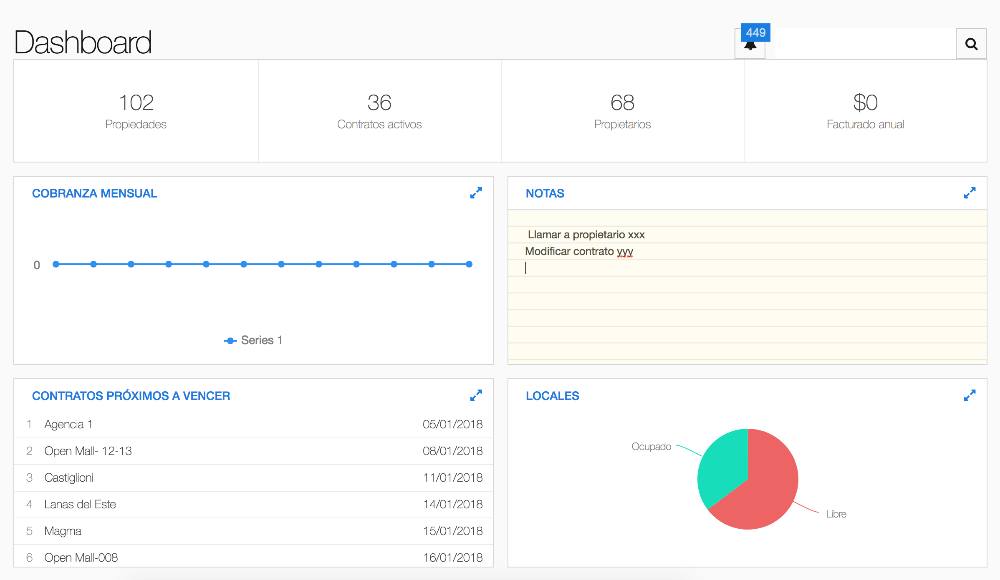 Dashboard
449
102
Propiedades
36
Contratos activos
68
Propietarios
$0
Facturado anual
COBRANZA MENSUAL
0
Series 1
NOTAS
Llamar a propietario xxx
Modificar contrato yyy
CONTRATOS PRÓXIMOS A VENCER
1 Agencia 1 05/01/2018
2 Open Mall- 12-13 08/01/2018
3 Castiglioni 11/01/2018
4 Lanas del Este 14/01/2018
5 Magma 15/01/2018
6 Open Mall-008 16/01/2018
LOCALES
Ocupado
Libre